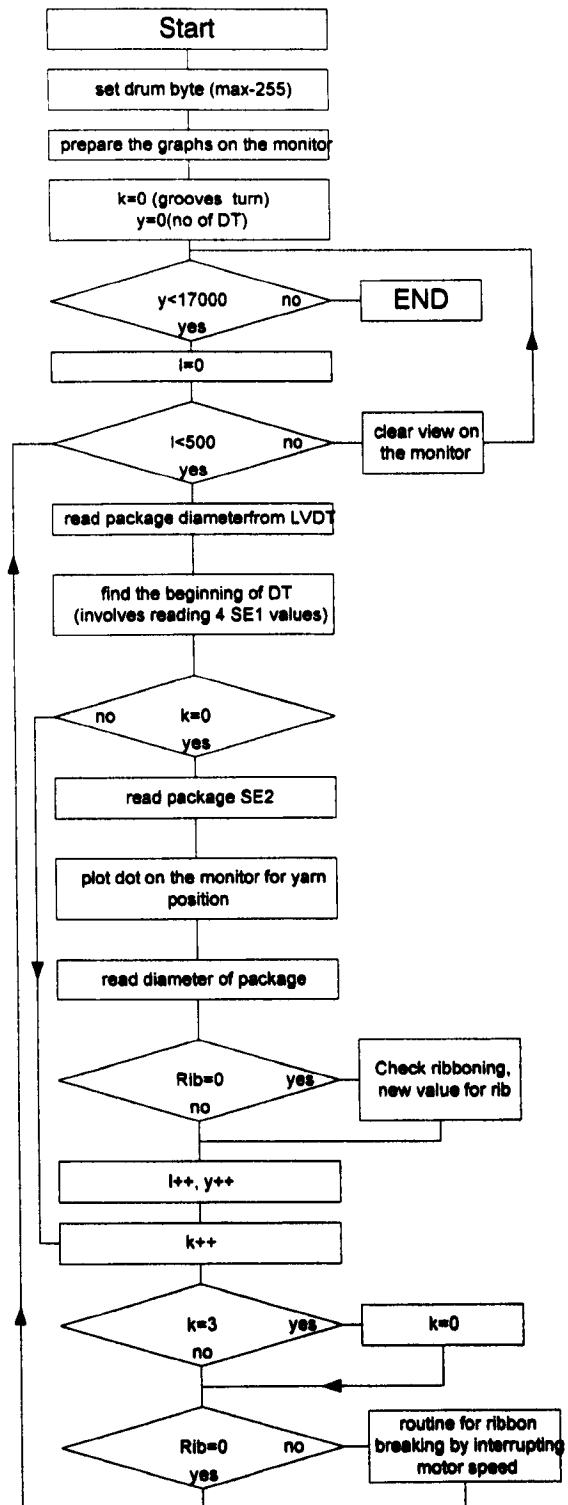 Start
set drum byte (max-255)
prepare the graphs on the monitor
k=0 (grooves turn)
y=0(no of DT)
y<17000
no
END
yes
l=0
l<500
no
clear view on
the monitor
yes
read package diameterfrom LVDT
find the beginning of DT
(involves reading 4 SE1 values)
no
k=0
yes
read package SE2
plot dot on the monitor for yarn
position
read diameter of package
Rib=0
yes
Check ribboning,
new value for rib
no
l++, y++
k++
k=3
yes
k=0
no
Rib=0
no
routine for ribbon
breaking by interrupting
motor speed
yes